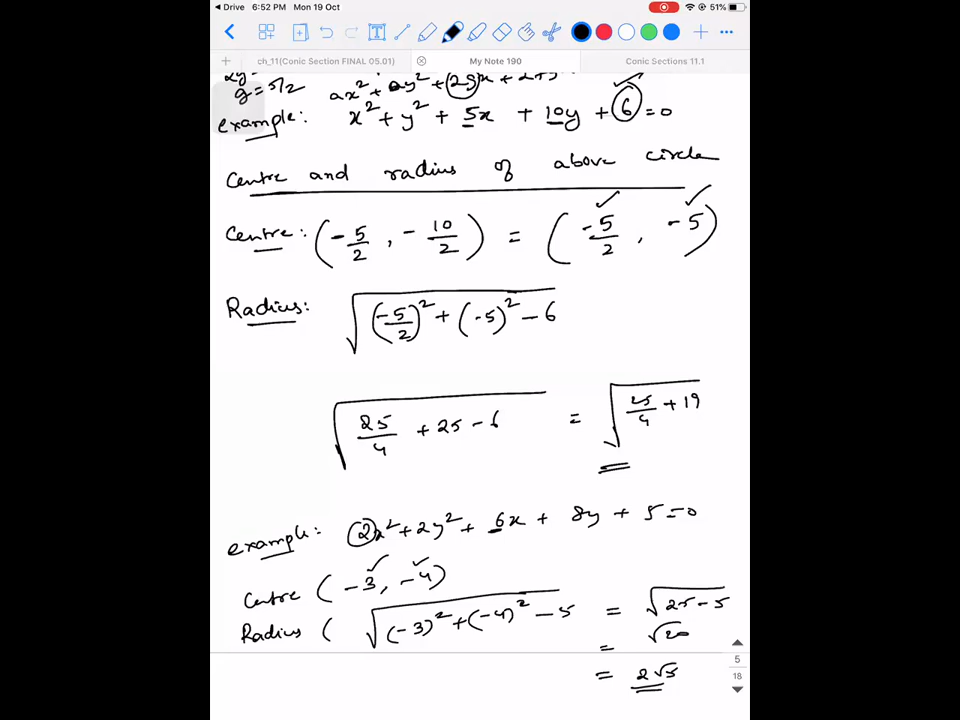 Drive 6:52 PM Mon 19 Oct 51%
ch_11(Conic Section FINAL 05.01) My Note 190 Conic Sections 11.1
g = 5/2 ax² + ay² + 2gx +
example: x² + y² + 5x + 10y + 6 = 0
Centre and radius of above circle
Centre: (-5/2, -10/2) = (-5/2, -5)
Radius: √((-5/2)² + (-5)² - 6)
√(25/4 + 25 - 6) = √(25/4 + 19)
example: 2x² + 2y² + 6x + 8y + 5 = 0
Centre (-3, -4)
Radius ( √((-3)² + (-4)² - 5) = √(25 - 5)
= √20
= 2√5
5
18